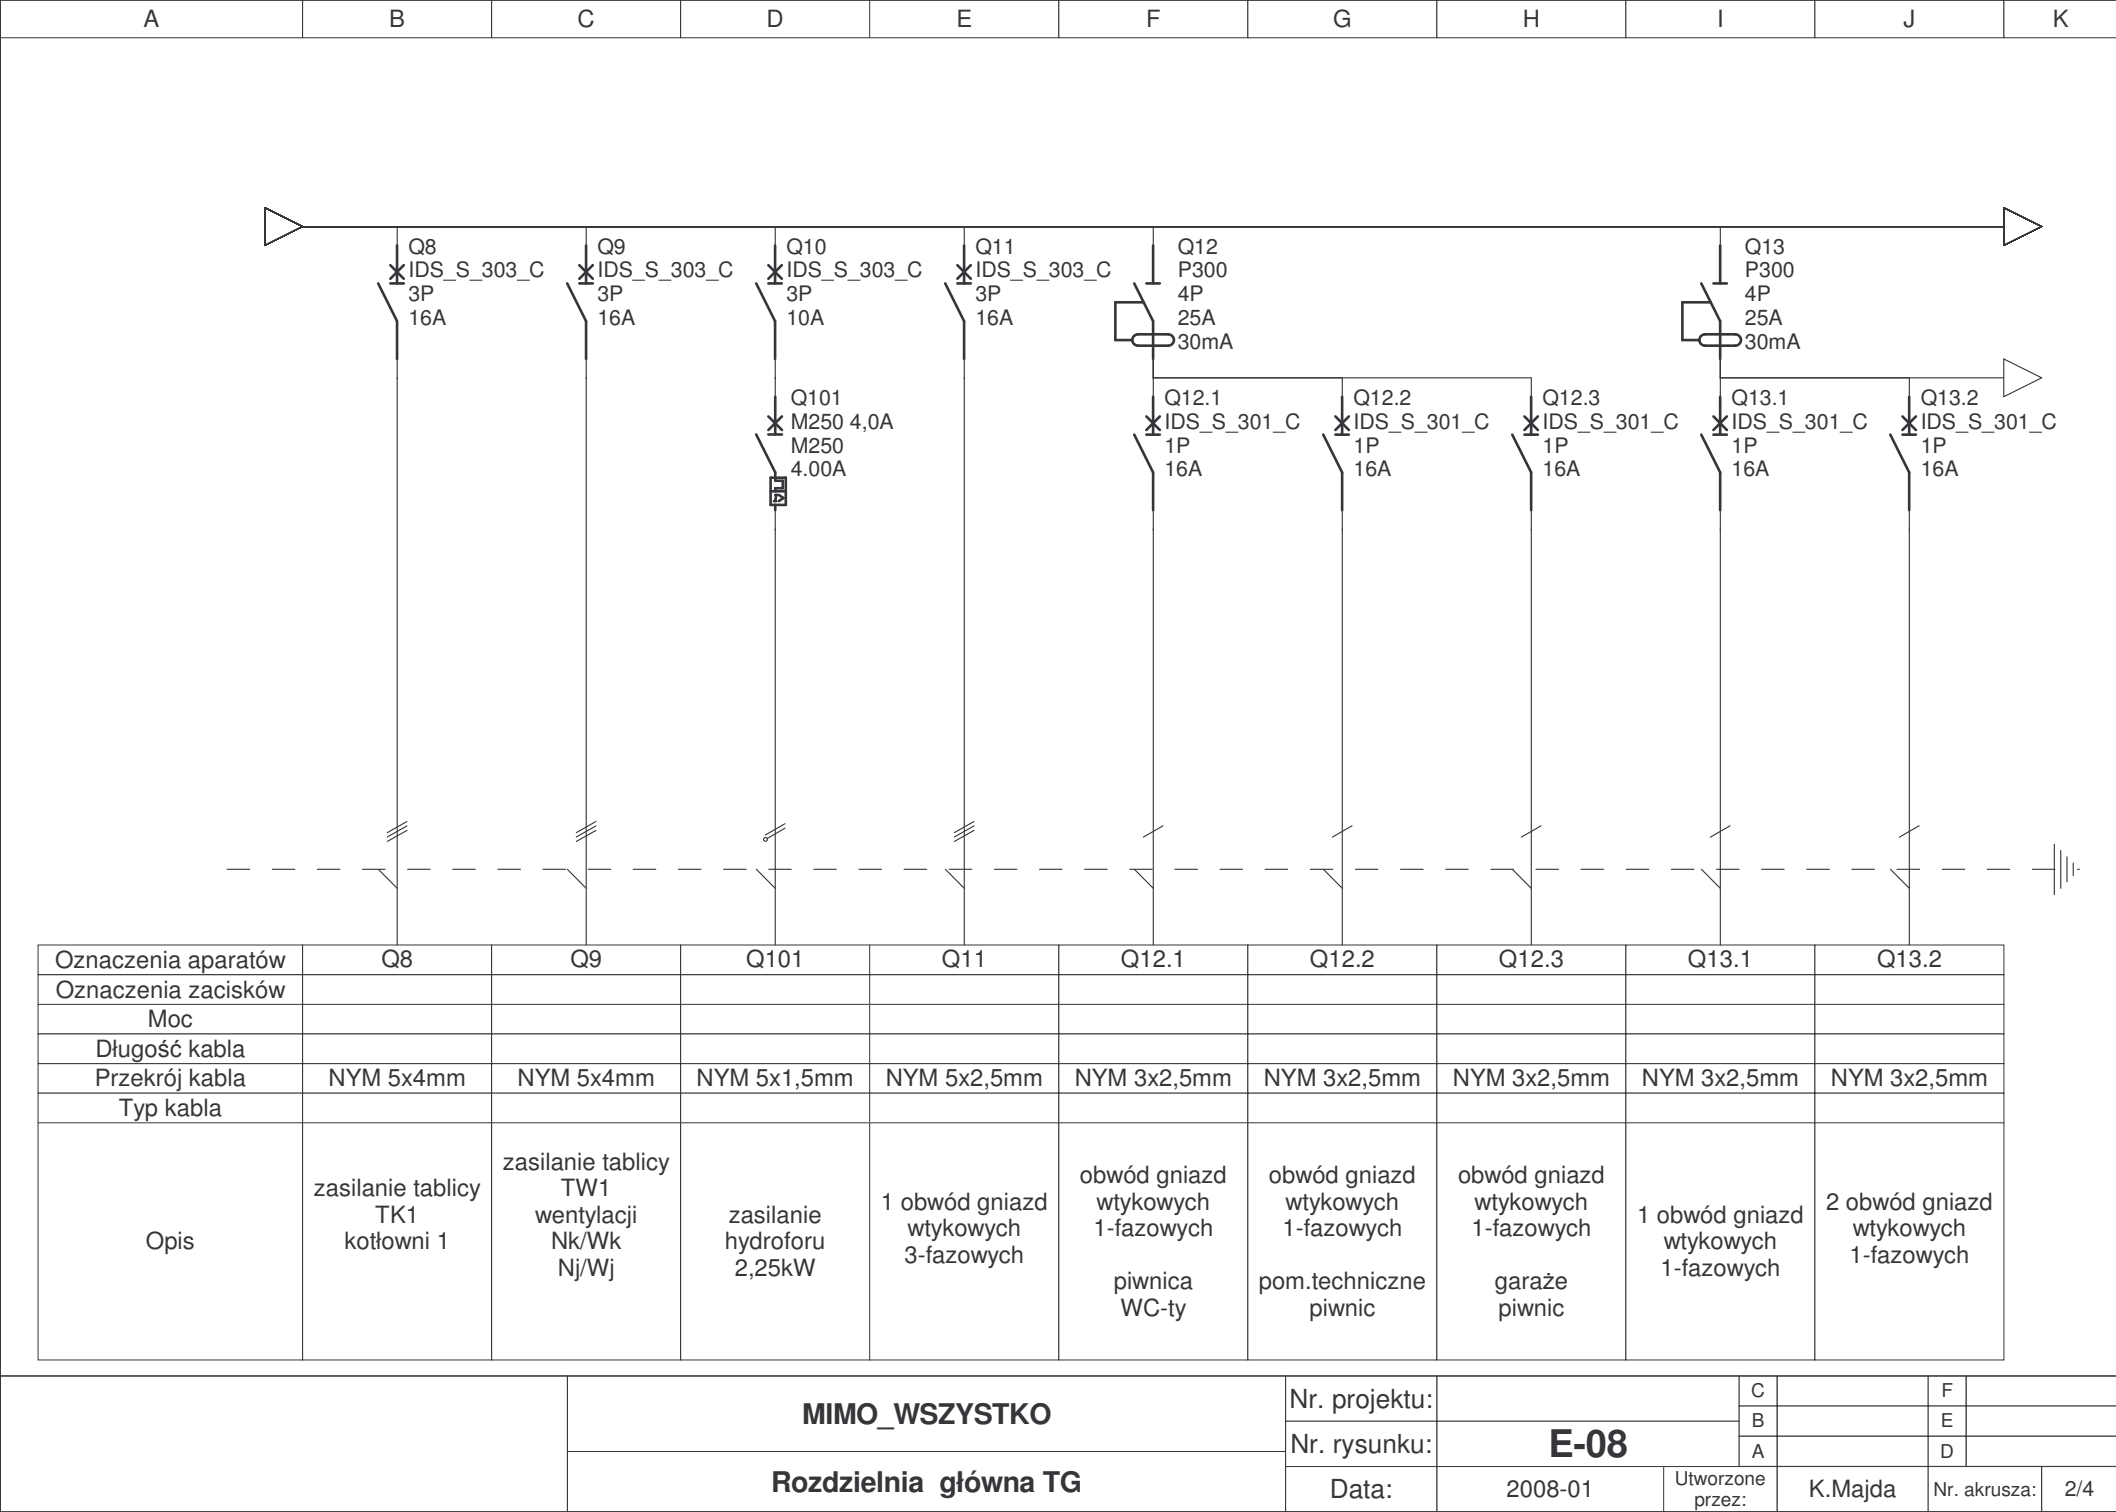 A B C D E F G H I J K
Q8
IDS_S_303_C
3P
16A
Q9
IDS_S_303_C
3P
16A
Q10
IDS_S_303_C
3P
10A
Q11
IDS_S_303_C
3P
16A
Q12
P300
4P
25A
30mA
Q13
P300
4P
25A
30mA
Q101
M250 4,0A
M250
4.00A
Q12.1
IDS_S_301_C
1P
16A
Q12.2
IDS_S_301_C
1P
16A
Q12.3
IDS_S_301_C
1P
16A
Q13.1
IDS_S_301_C
1P
16A
Q13.2
IDS_S_301_C
1P
16A
Oznaczenia aparatów Q8 Q9 Q101 Q11 Q12.1 Q12.2 Q12.3 Q13.1 Q13.2
Oznaczenia zacisków
Moc
Długość kabla
Przekrój kabla NYM 5x4mm NYM 5x4mm NYM 5x1,5mm NYM 5x2,5mm NYM 3x2,5mm NYM 3x2,5mm NYM 3x2,5mm NYM 3x2,5mm NYM 3x2,5mm
Typ kabla
Opis
zasilanie tablicy
TK1
kotłowni 1
zasilanie tablicy
TW1
wentylacji
Nk/Wk
Nj/Wj
zasilanie
hydroforu
2,25kW
1 obwód gniazd
wtykowych
3-fazowych
obwód gniazd
wtykowych
1-fazowych
piwnica
WC-ty
obwód gniazd
wtykowych
1-fazowych
pom.techniczne
piwnic
obwód gniazd
wtykowych
1-fazowych
garaże
piwnic
1 obwód gniazd
wtykowych
1-fazowych
2 obwód gniazd
wtykowych
1-fazowych
MIMO_WSZYSTKO
Rozdzielnia główna TG
Nr. projektu:
Nr. rysunku: E-08
C F
B E
A D
Data: 2008-01
Utworzone
przez:
K.Majda
Nr. akrusza: 2/4